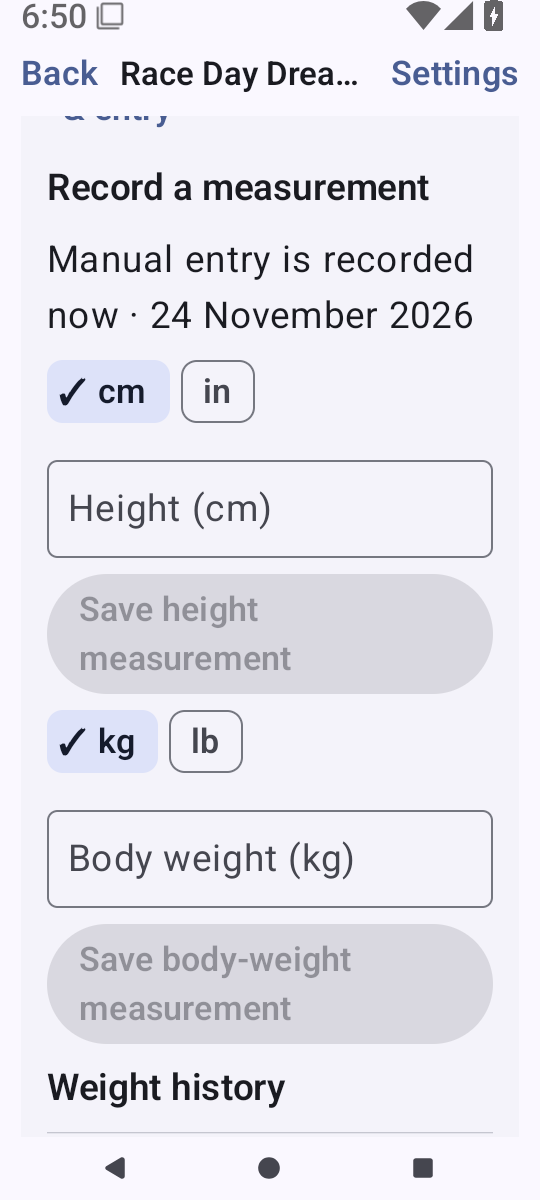 6:50
Back Race Day Drea... Settings
& entry
Record a measurement
Manual entry is recorded
now · 24 November 2026
✓ cm in
Height (cm)
Save height
measurement
✓ kg lb
Body weight (kg)
Save body-weight
measurement
Weight history